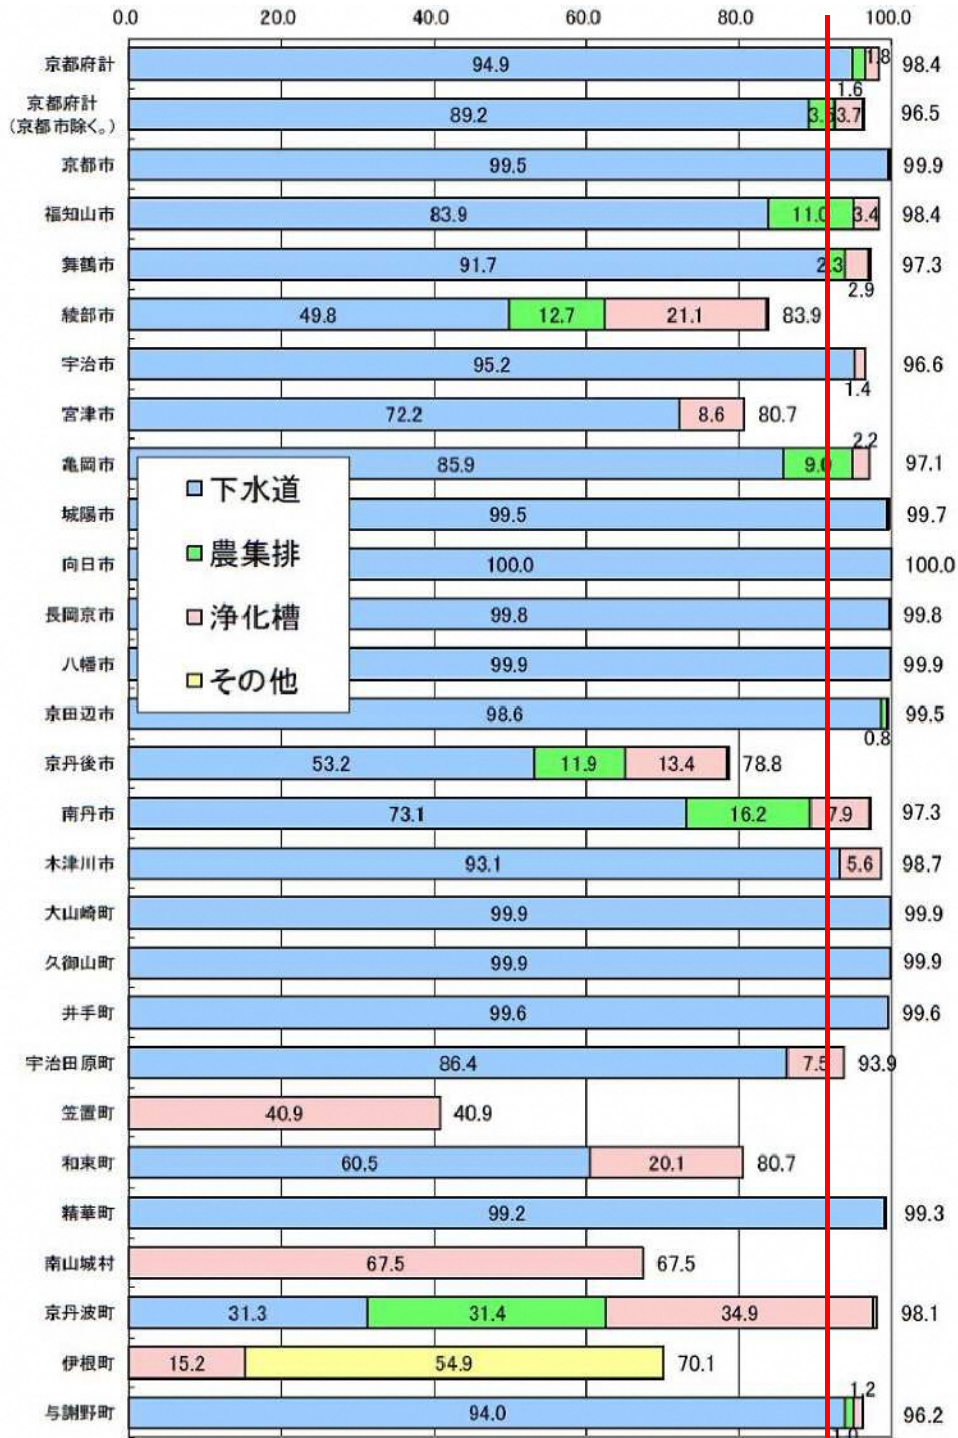 0.0 20.0 40.0 60.0 80.0 100.0
京都府計 94.9 1.8 98.4
1.6
京都府計
(京都市除く。) 89.2 3.5 3.7 96.5
京都市 99.5 99.9
福知山市 83.9 11.0 3.4 98.4
舞鶴市 91.7 2.3 97.3
2.9
綾部市 49.8 12.7 21.1 83.9
宇治市 95.2 96.6
1.4
宮津市 72.2 8.6 80.7
2.2
亀岡市 85.9 9.0 97.1
城陽市 99.5 99.7
向日市 100.0 100.0
長岡京市 99.8 99.8
八幡市 99.9 99.9
京田辺市 98.6 99.5
0.8
下水道
農集排
浄化槽
その他
京丹後市 53.2 11.9 13.4 78.8
南丹市 73.1 16.2 7.9 97.3
木津川市 93.1 5.6 98.7
大山崎町 99.9 99.9
久御山町 99.9 99.9
井手町 99.6 99.6
宇治田原町 86.4 7.5 93.9
笠置町 40.9 40.9
和束町 60.5 20.1 80.7
精華町 99.2 99.3
南山城村 67.5 67.5
京丹波町 31.3 31.4 34.9 98.1
伊根町 15.2 54.9 70.1
1.2
与謝野町 94.0 96.2